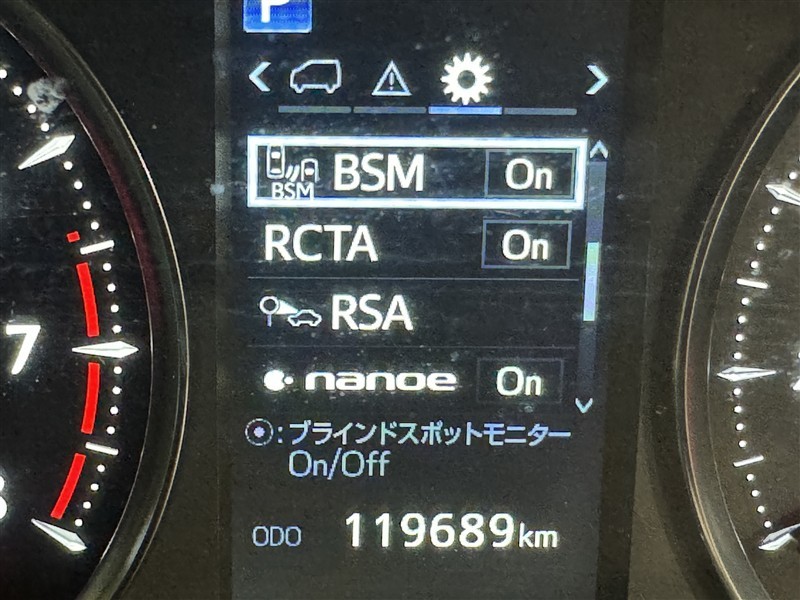 P
BSM BSM On
RCTA On
RSA
nanoe On
7
: ブラインドスポットモニター
On/Off
8
ODO 119689km